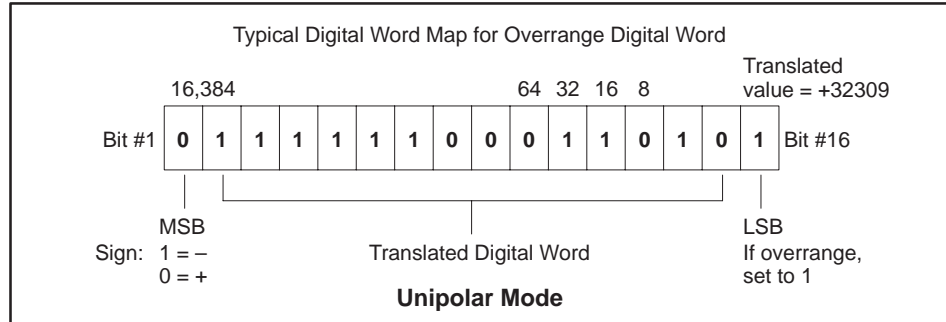 Typical Digital Word Map for Overrange Digital Word
Translated
16,384 64 32 16 8 value = +32309
Bit #1 0 1 1 1 1 1 1 0 0 0 1 1 0 1 0 1 Bit #16
MSB LSB
Sign: 1 = – Translated Digital Word If overrange,
0 = + set to 1
Unipolar Mode